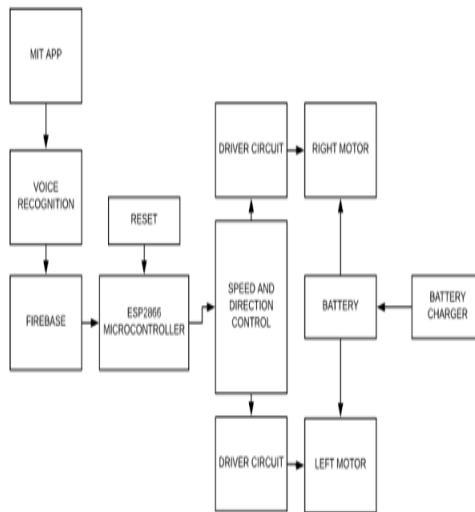 MIT APP
VOICE
RECOGNITION
FIREBASE
RESET
ESP2866
MICROCONTROLLER
DRIVER CIRCUIT
RIGHT MOTOR
SPEED AND
DIRECTION
CONTROL
BATTERY
BATTERY
CHARGER
DRIVER CIRCUIT
LEFT MOTOR